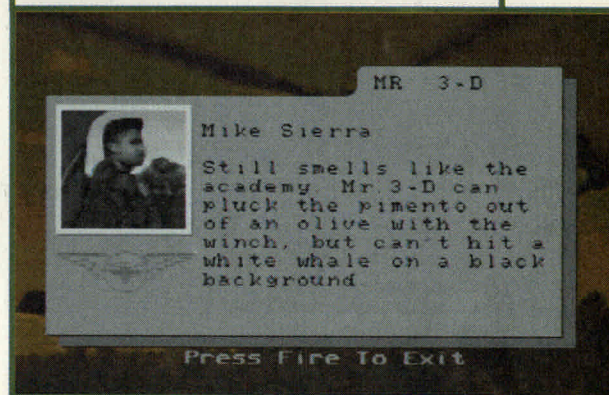 MR 3-D
Mike Sierra
Still smells like the
academy. Mr.3-D can
pluck the pimento out
of an olive with the
winch, but can't hit a
white whale on a black
background
Press Fire To Exit